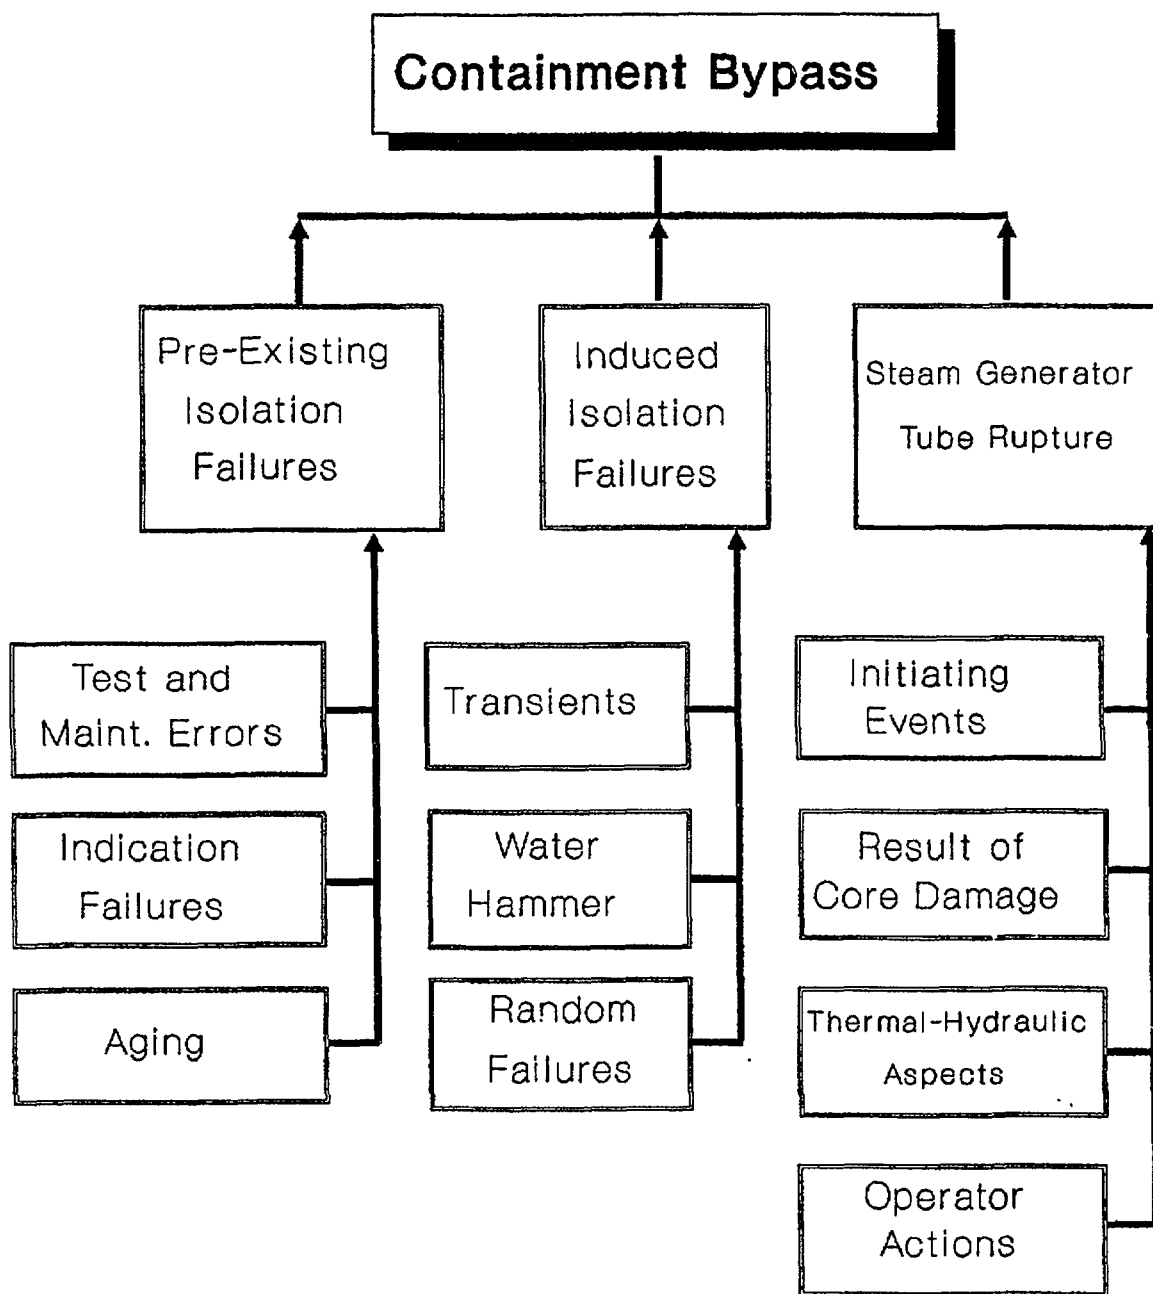 Containment Bypass
Pre-Existing
Isolation
Failures
Induced
Isolation
Failures
Steam Generator
Tube Rupture
Test and
Maint. Errors
Indication
Failures
Aging
Transients
Water
Hammer
Random
Failures
Initiating
Events
Result of
Core Damage
Thermal-Hydraulic
Aspects
Operator
Actions